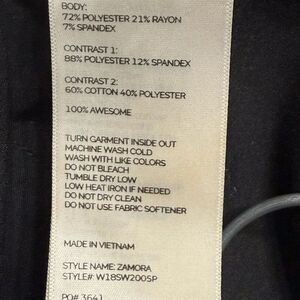 BODY:
72% POLYESTER 21% RAYON
7% SPANDEX
CONTRAST 1:
88% POLYESTER 12% SPANDEX
CONTRAST 2:
60% COTTON 40% POLYESTER
100% AWESOME
TURN GARMENT INSIDE OUT
MACHINE WASH COLD
WASH WITH LIKE COLORS
DO NOT BLEACH
TUMBLE DRY LOW
LOW HEAT IRON IF NEEDED
DO NOT DRY CLEAN
DO NOT USE FABRIC SOFTENER
MADE IN VIETNAM
STYLE NAME: ZAMORA
STYLE#: W18SW200SP
PO# 3641